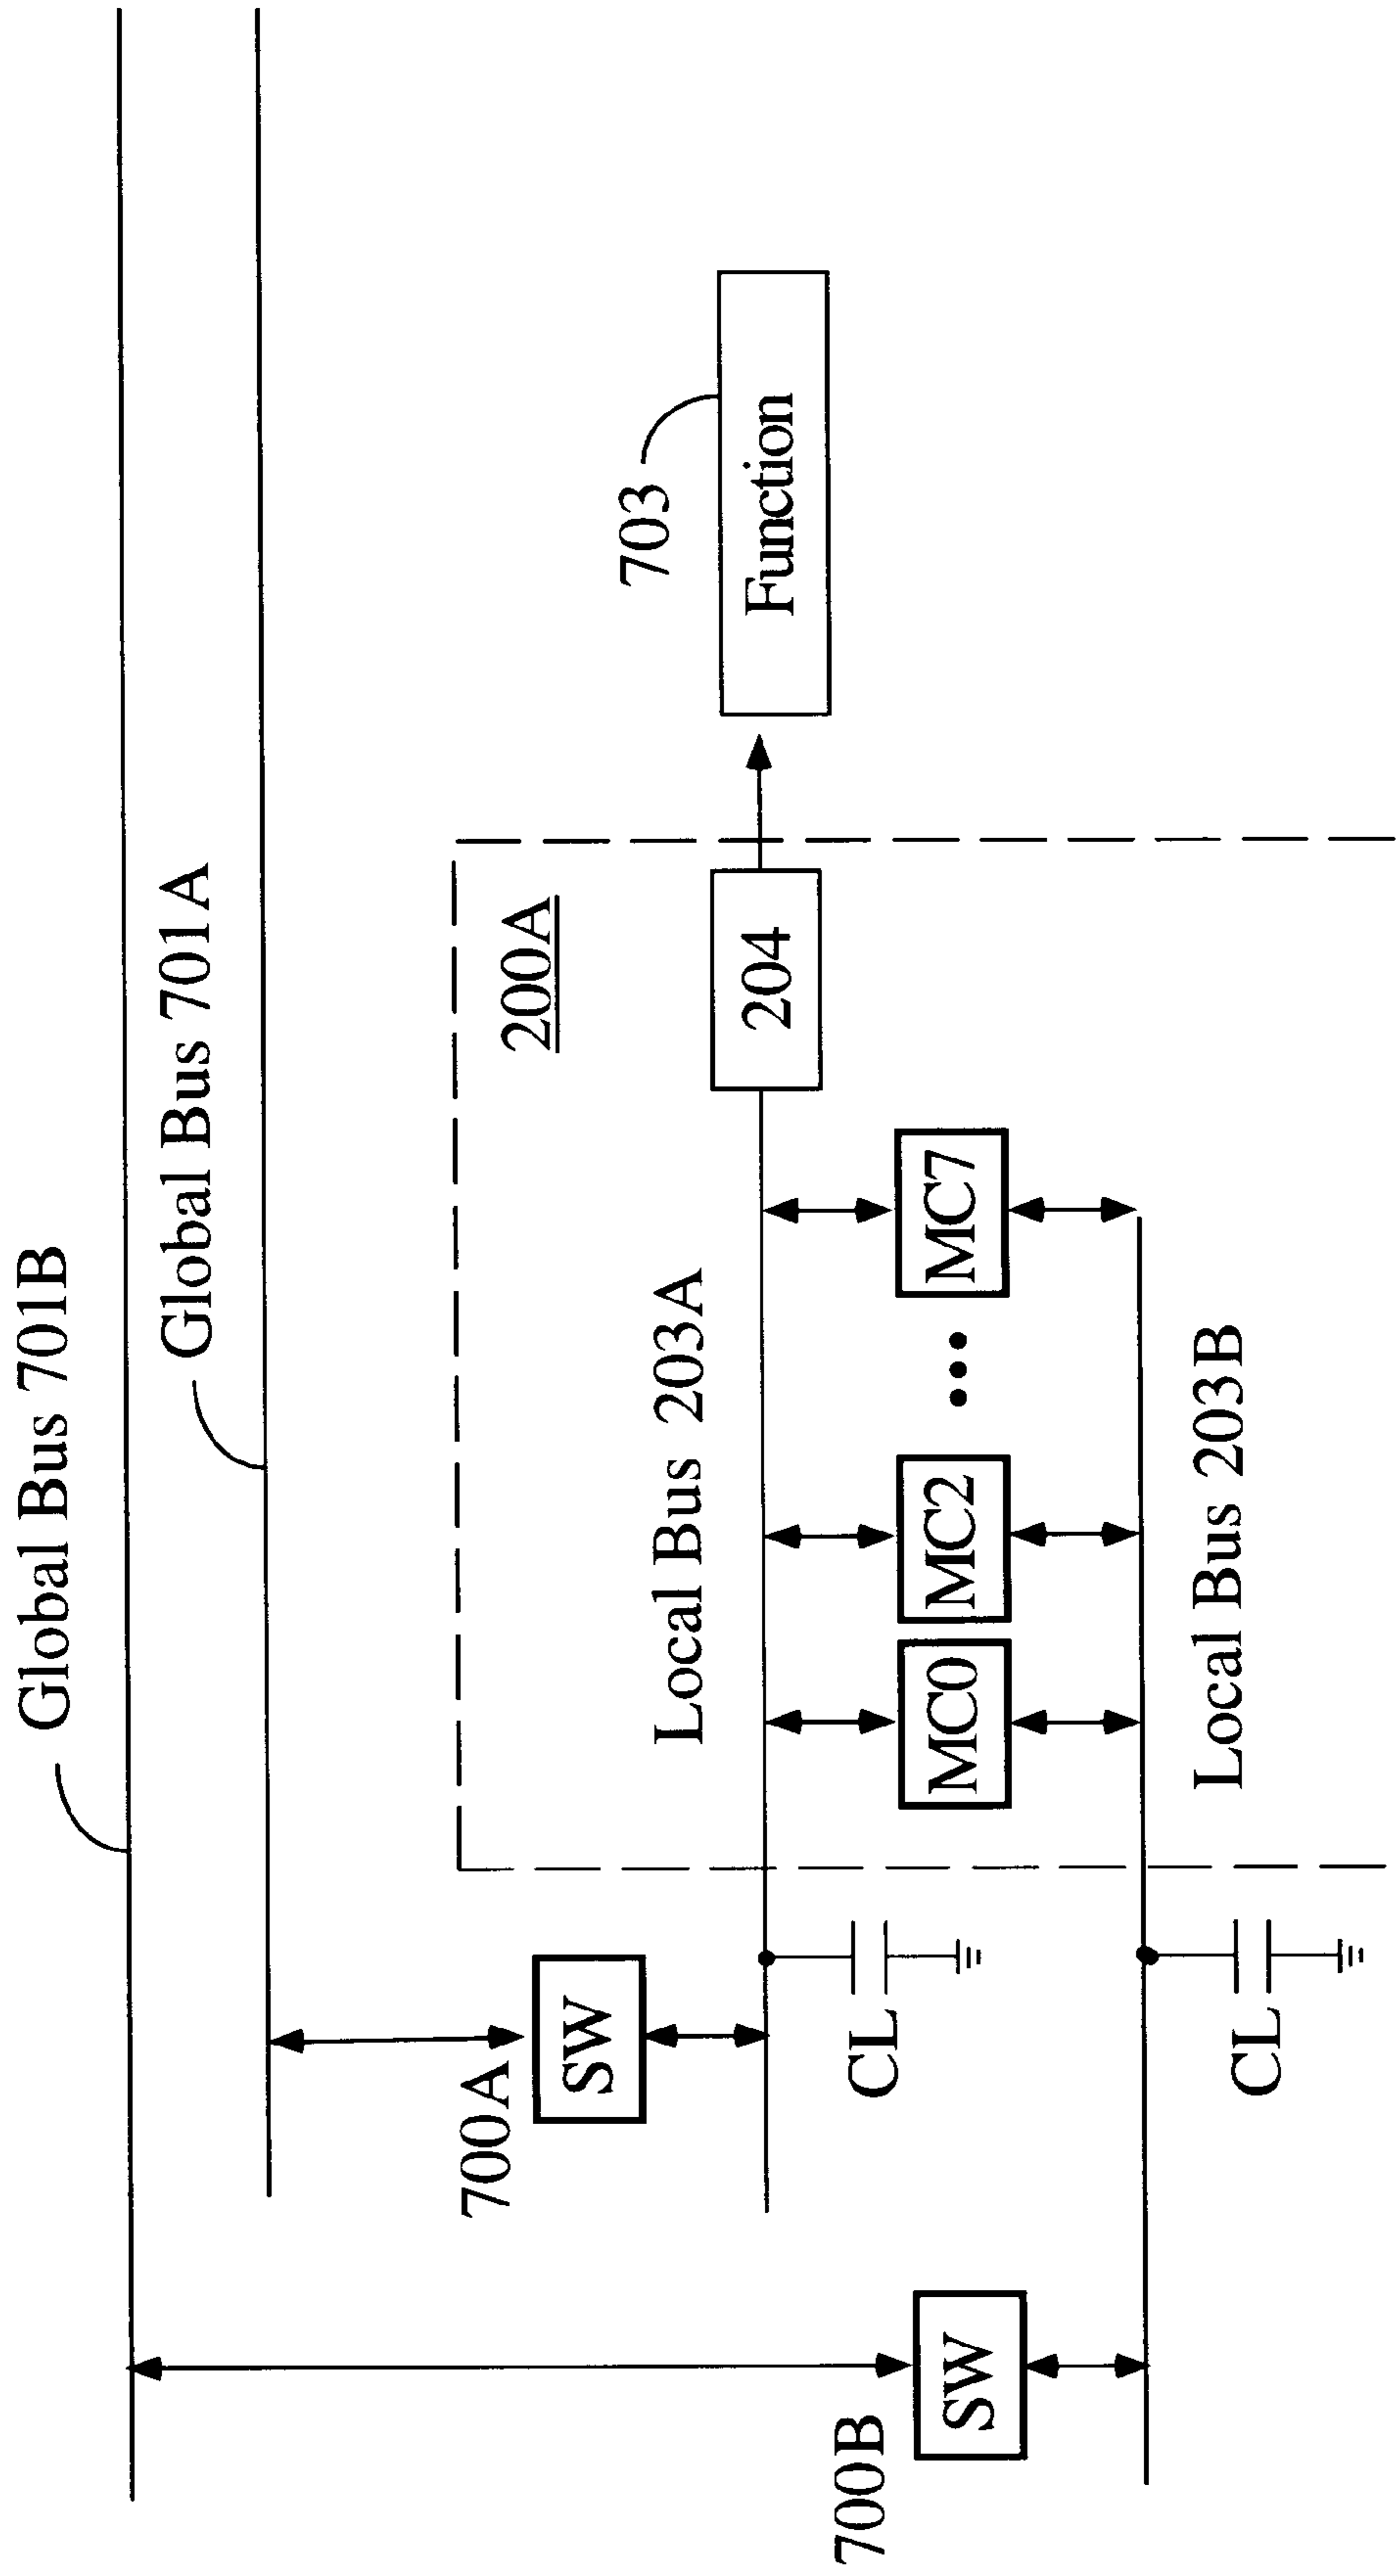 Global Bus 701B
Global Bus 701A
700A
SW
200A
Local Bus 203A
204
703
Function
CL
MC0
MC2
•••
MC7
700B
SW
Local Bus 203B
CL